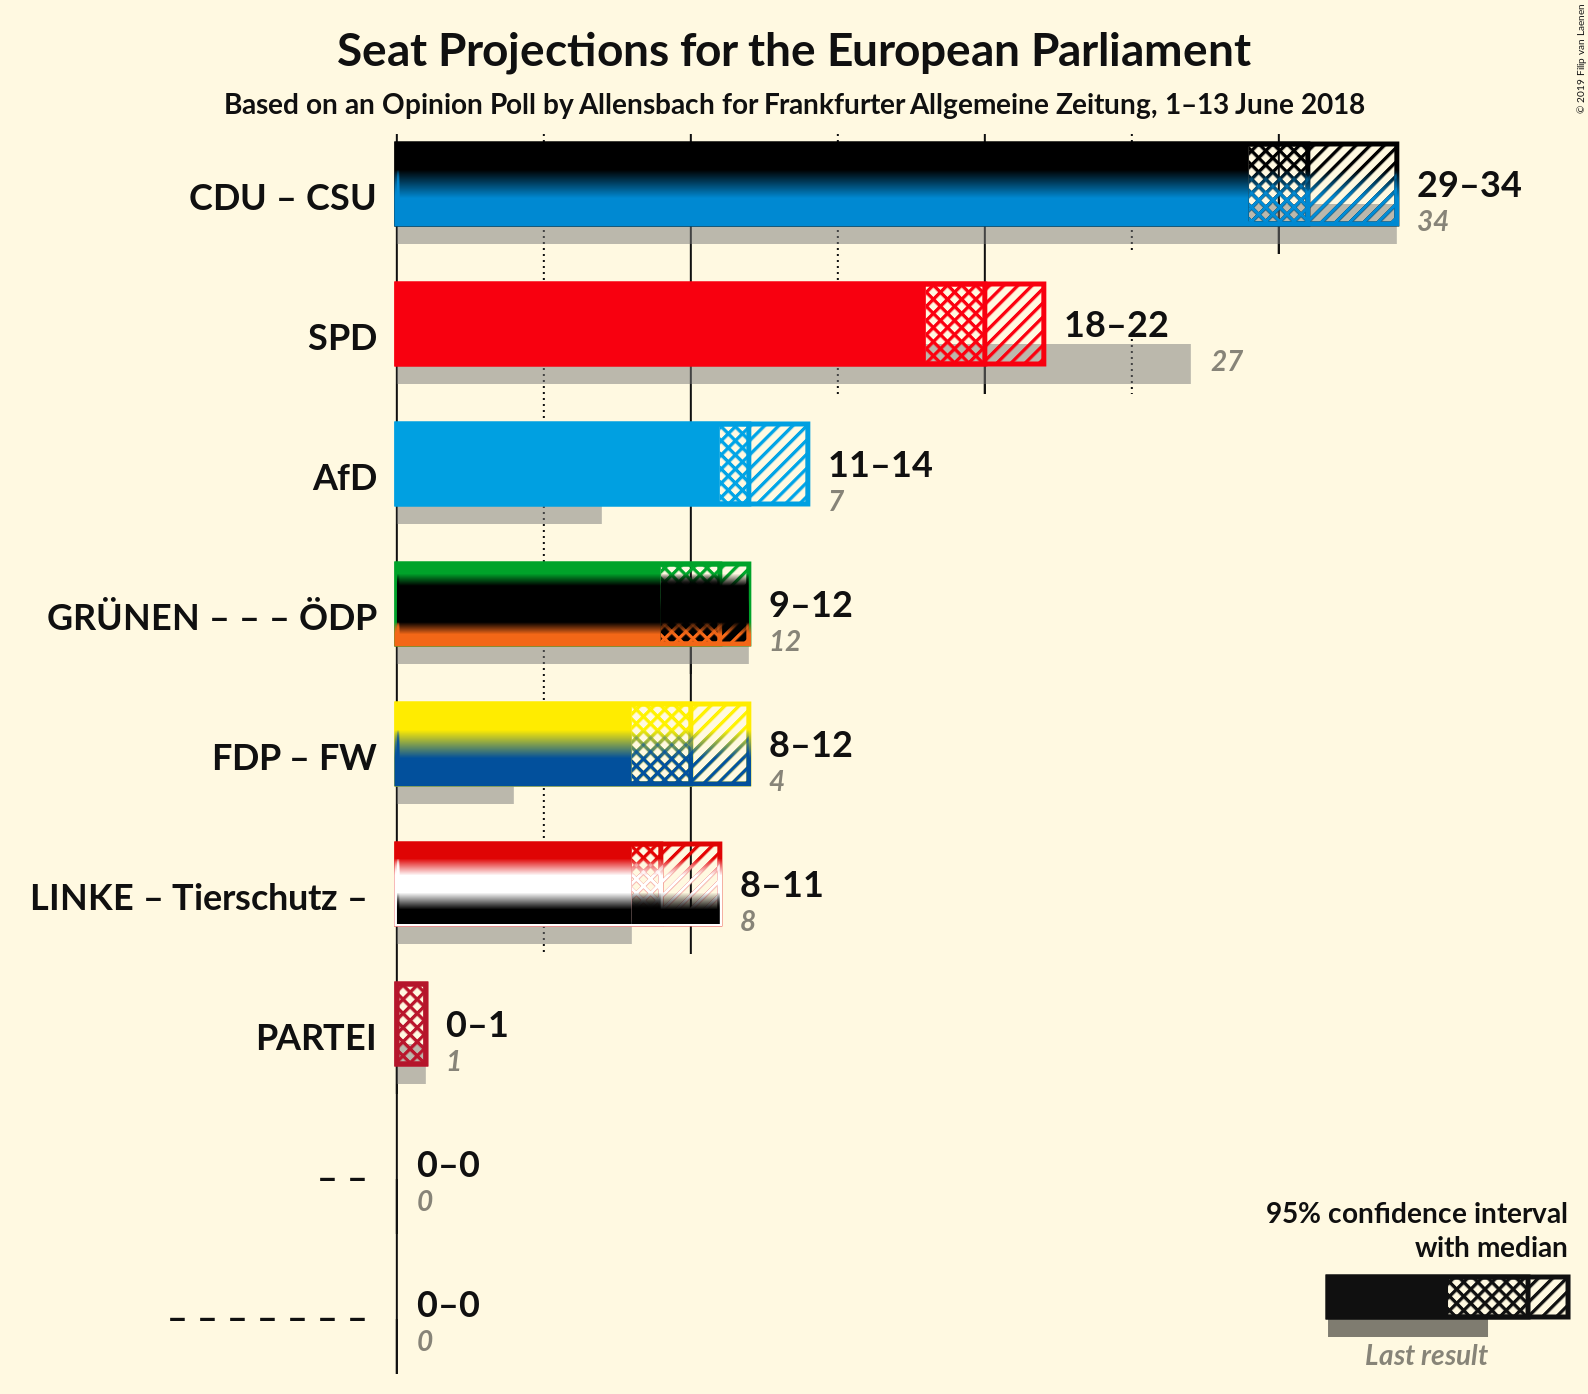 Seat Projections for the European Parliament
Based on an Opinion Poll by Allensbach for Frankfurter Allgemeine Zeitung, 1–13 June 2018
© 2019 Filip van Laenen
CDU – CSU
29–34
34
SPD
18–22
27
AfD
11–14
7
GRÜNEN – – – ÖDP
9–12
12
FDP – FW
8–12
4
LINKE – Tierschutz –
8–11
8
PARTEI
0–1
1
– –
0–0
0
– – – – – – –
0–0
0
95% confidence interval
with median
Last result